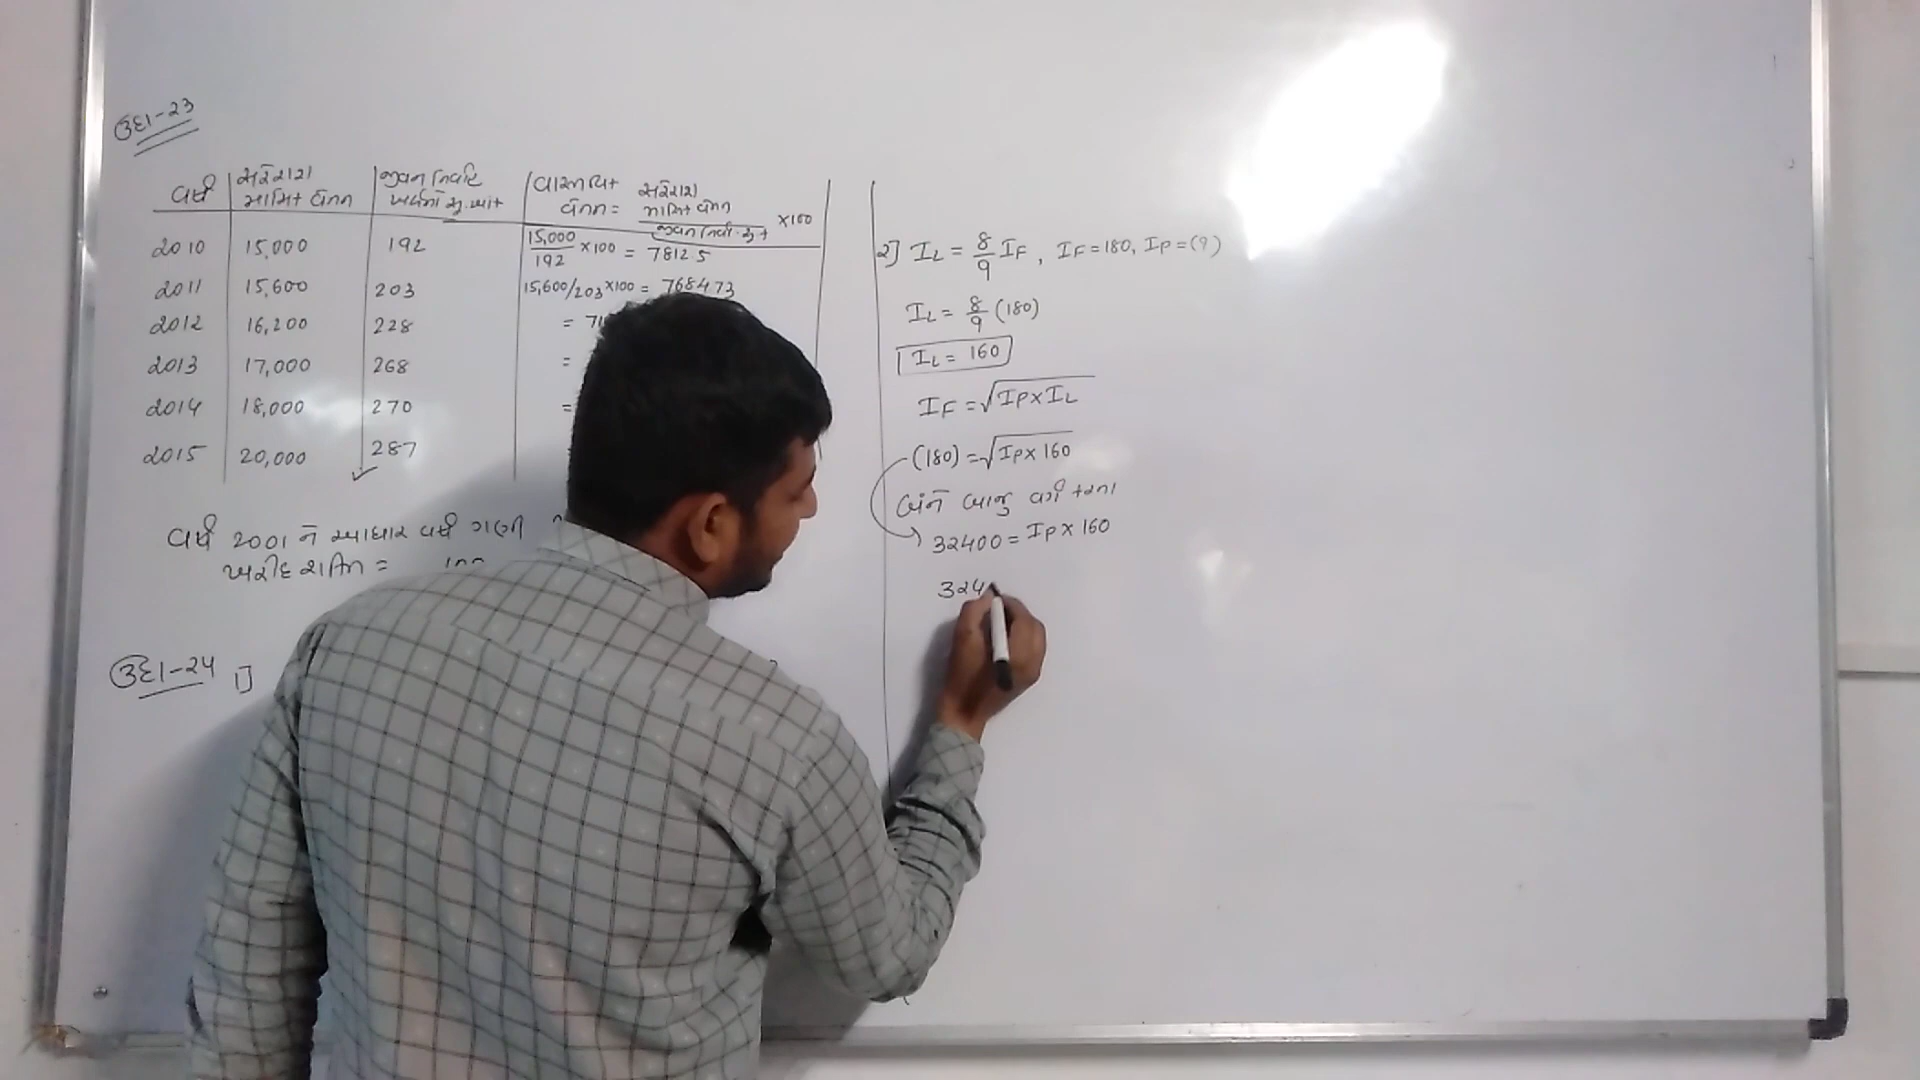 ઉદા-23
વર્ષ | સરેરાશ માસિક વેતન | જીવન નિર્વાહ ખર્ચનો સૂ.આંક | વાસ્તવિક વેતન = સરેરાશ માસિક વેતન / જીવન નિર્વા. સૂ.આં × 100
2010 15,000 192 15,000/192 ×100 = 78125
2011 15,600 203 15,600/203 ×100 = 768473
2012 16,200 228 = 71
2013 17,000 268 =
2014 18,000 270 =
2015 20,000 287
વર્ષ 2001 ને આધાર વર્ષ ગણી
ખરીદ શક્તિ =
ઉદા-24 1]
2] IL = 8/9 IF, IF = 180, IP = (?)
IL = 8/9 (180)
IL = 160
IF = √IP × IL
(180) = √IP × 160
બંને બાજુ વર્ગ કરતા
32400 = IP × 160
324